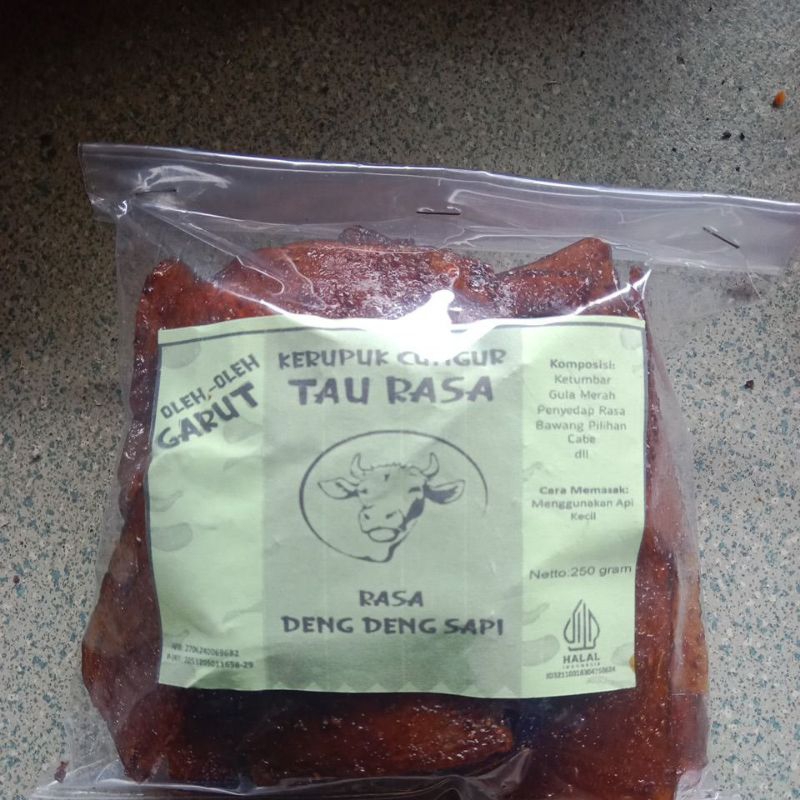 OLEH-OLEH
GARUT
KERUPUK CUNGUR
TAU RASA
RASA
DENG DENG SAPI
Komposisi:
Ketumbar
Gula Merah
Penyedap Rasa
Bawang Pilihan
Cabe
dll
Cara Memasak:
Menggunakan Api
Kecil
Netto.250 gram
HALAL
INDONESIA